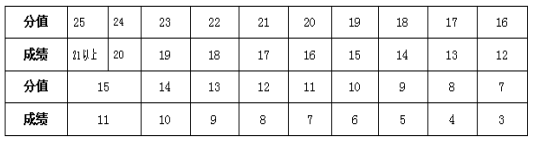 分值 25 24 23 22 21 20 19 18 17 16
成绩 21以上 20 19 18 17 16 15 14 13 12
分值 15 14 13 12 11 10 9 8 7
成绩 11 10 9 8 7 6 5 4 3